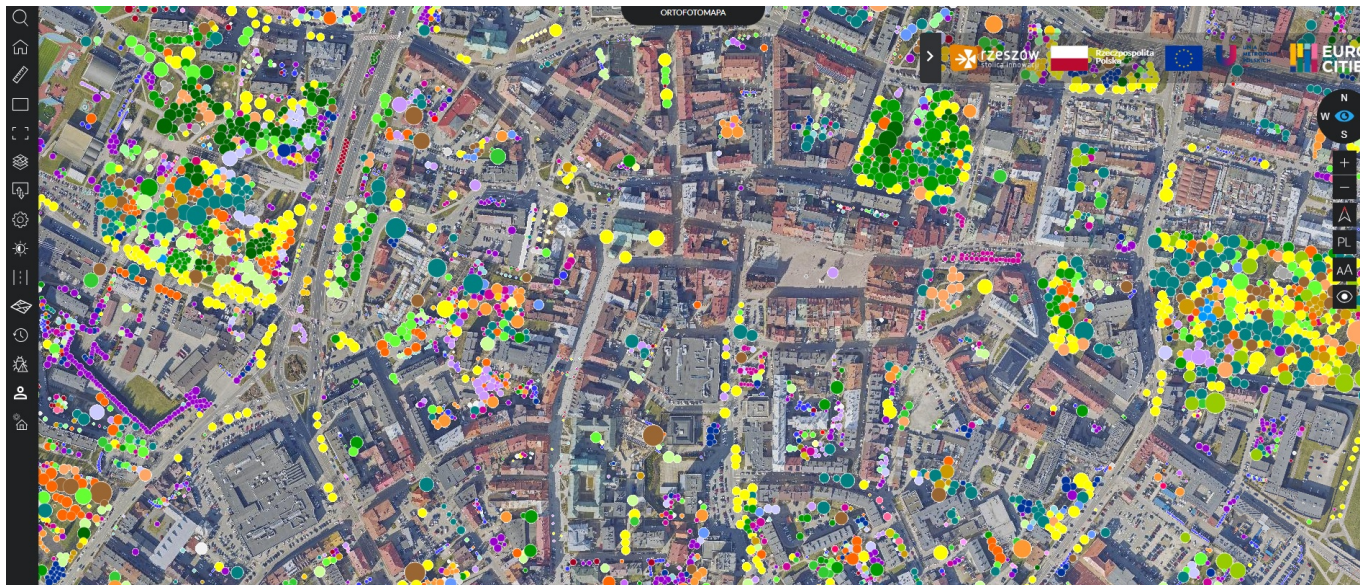 ORTOFOTOMAPA
rzeszów
stolica innowacji
Rzeczpospolita
Polska
EURO
CITIE
N
W
S
PL
AA